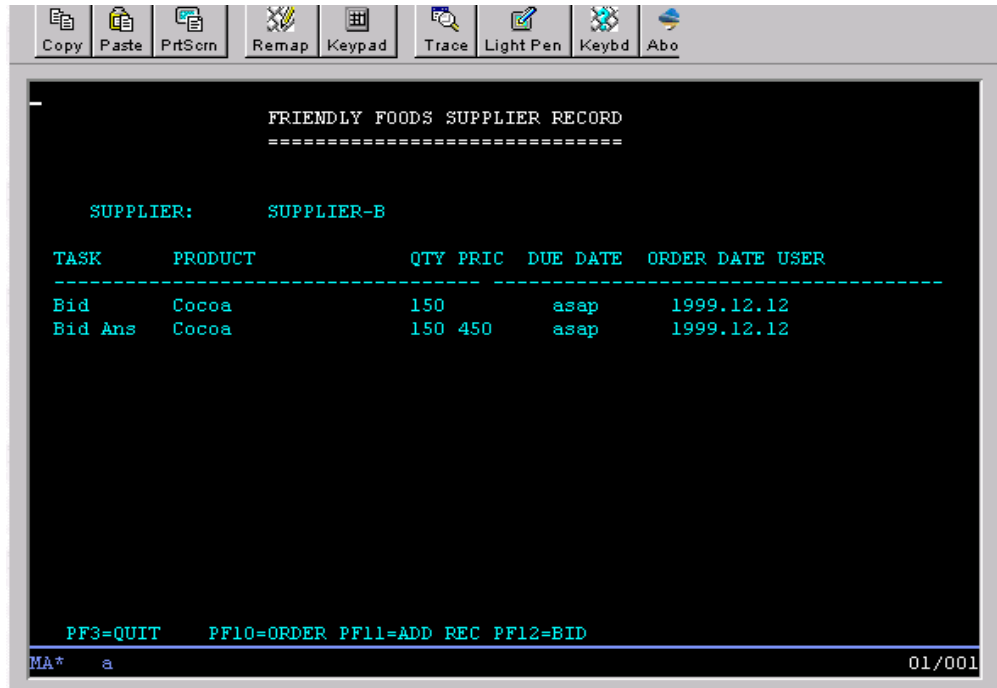 Copy Paste PrtScrn Remap Keypad Trace Light Pen Keybd Abo
FRIENDLY FOODS SUPPLIER RECORD
==============================
SUPPLIER: SUPPLIER-B
TASK PRODUCT QTY PRIC DUE DATE ORDER DATE USER
------------------------------------ --------------------------------------
Bid Cocoa 150 asap 1999.12.12
Bid Ans Cocoa 150 450 asap 1999.12.12
PF3=QUIT PF10=ORDER PF11=ADD REC PF12=BID
MA* a 01/001